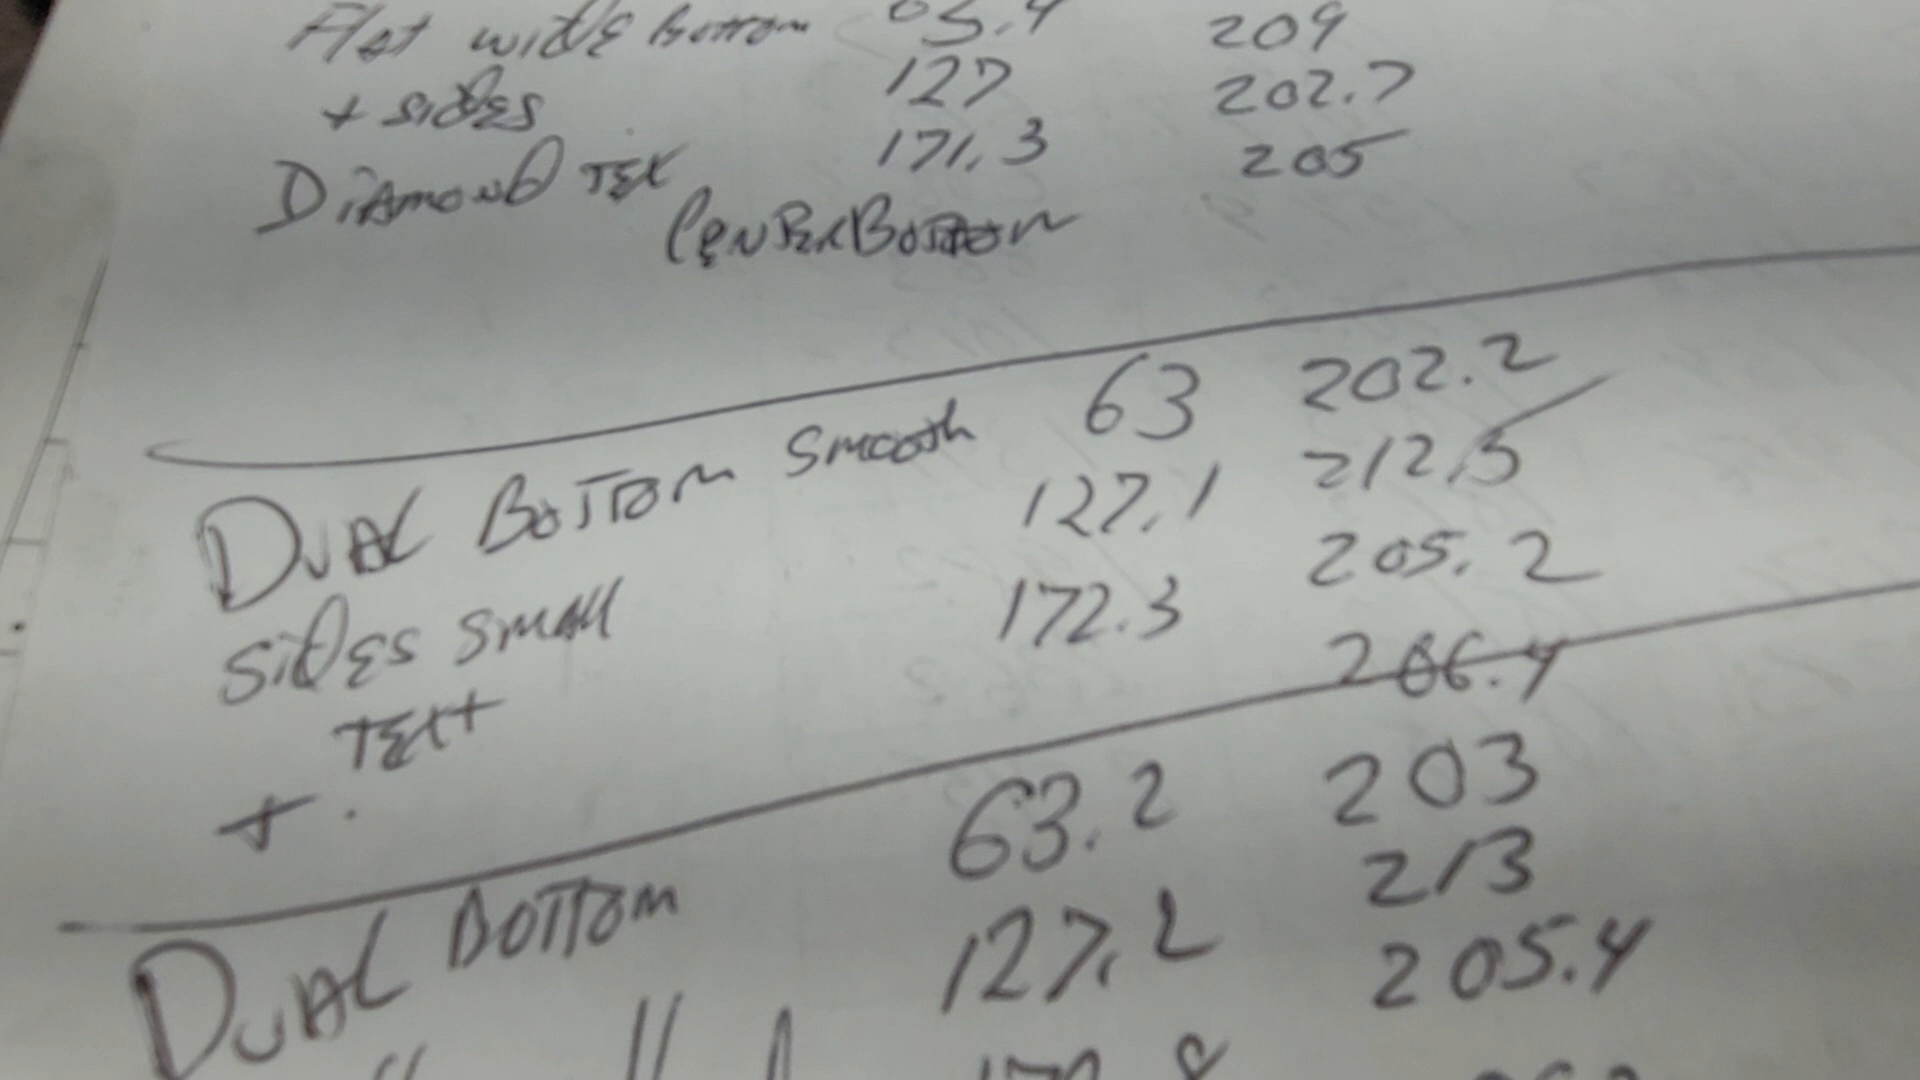 Flat wide Bottom 63.4 209
+ sides 127 202.7
Diamond Tex 171.3 205
Center Bottom
Dual Bottom Smooth 63 202.2
127.1 212.5
Sides Small 172.3 205.2
Text 206.4
+.
Dual Bottom 63.2 203
127.2 213
205.4